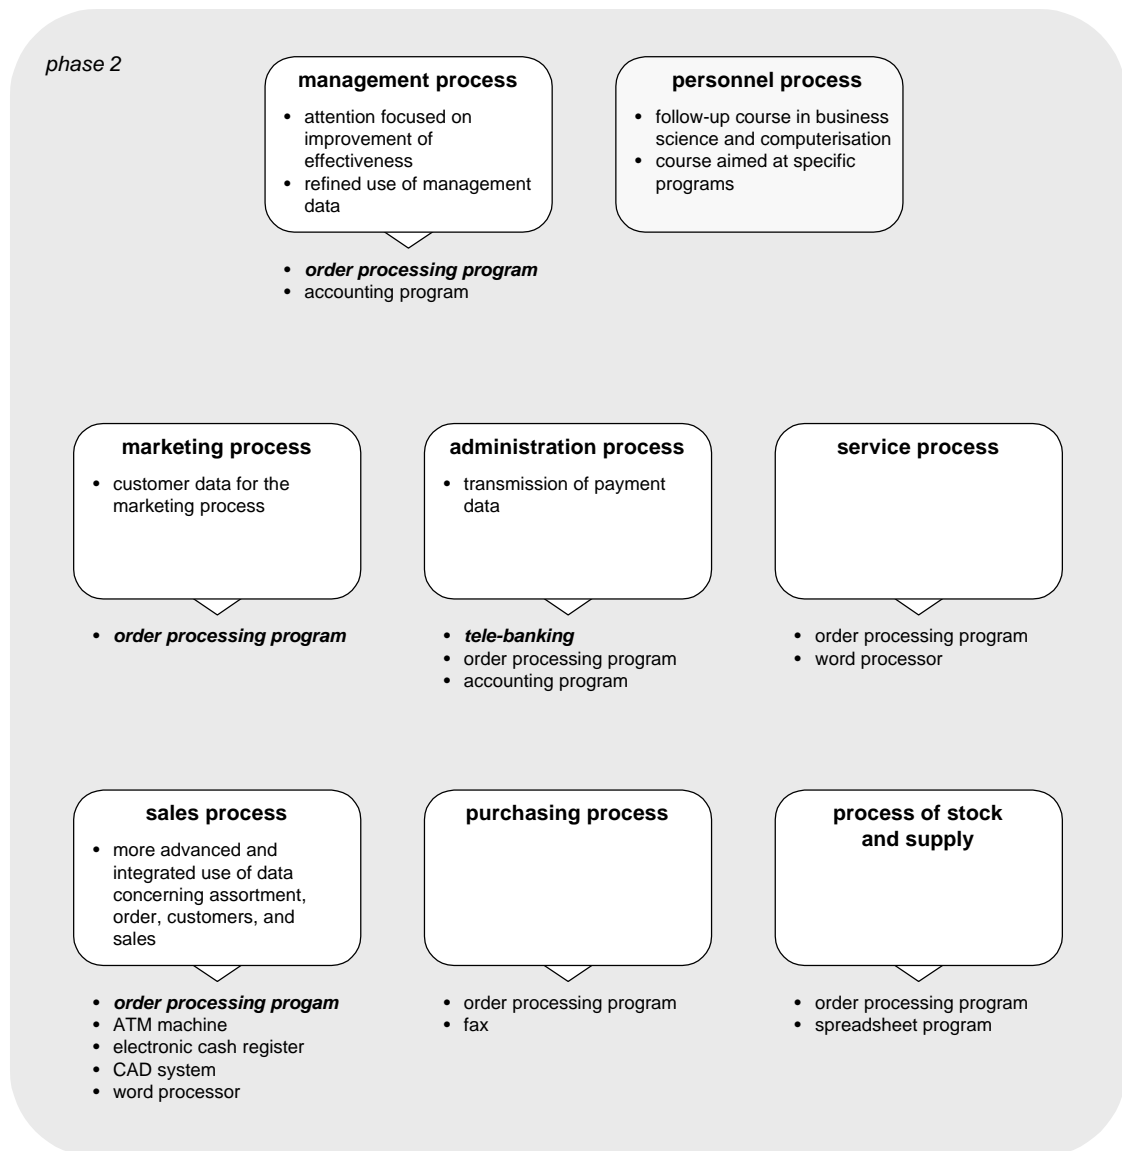 phase 2
management process
• attention focused on
improvement of
effectiveness
• refined use of management
data
• order processing program
• accounting program
personnel process
• follow-up course in business
science and computerisation
• course aimed at specific
programs
marketing process
• customer data for the
marketing process
• order processing program
administration process
• transmission of payment
data
• tele-banking
• order processing program
• accounting program
service process
• order processing program
• word processor
sales process
• more advanced and
integrated use of data
concerning assortment,
order, customers, and
sales
• order processing progam
• ATM machine
• electronic cash register
• CAD system
• word processor
purchasing process
• order processing program
• fax
process of stock
and supply
• order processing program
• spreadsheet program